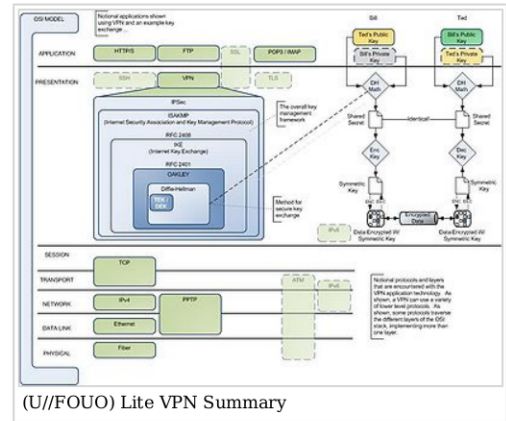 OSI MODEL
Notional applications shown
using VPN and an example key
exchange ...
Bill
Ted
Ted's Public
Key
Bill's Public
Key
Bill's Private
Key
Ted's Private
Key
APPLICATION
HTTP/S
FTP
SSL
POP3 / IMAP
PRESENTATION
SSH
VPN
TLS
DH
Math
DH
Math
IPSec
ISAKMP
(Internet Security Association and Key Management Protocol)
RFC 2408
IKE
(Internet Key Exchange)
RFC 2401
OAKLEY
Diffie-Hellman
TEK /
DEK
The overall key
management
framework
Method for
secure key
exchange
Shared
Secret
Identical!
Shared
Secret
Enc
Key
Enc
Key
Symmetric
Key
Symmetric
Key
Encrypted
Data
Data Encrypted W/
Symmetric Key
Data Encrypted W/
Symmetric Key
IPv6
SESSION
TCP
TRANSPORT
ATM
IPv6
NETWORK
IPv4
PPTP
DATA LINK
Ethernet
PHYSICAL
Fiber
Notional protocols and layers
that are encountered with the
VPN application technology. As
shown, a VPN can use a variety
of lower level protocols. As
shown, some protocols traverse
the different layers of the OSI
stack, implementing more than
one layer.
(U//FOUO) Lite VPN Summary